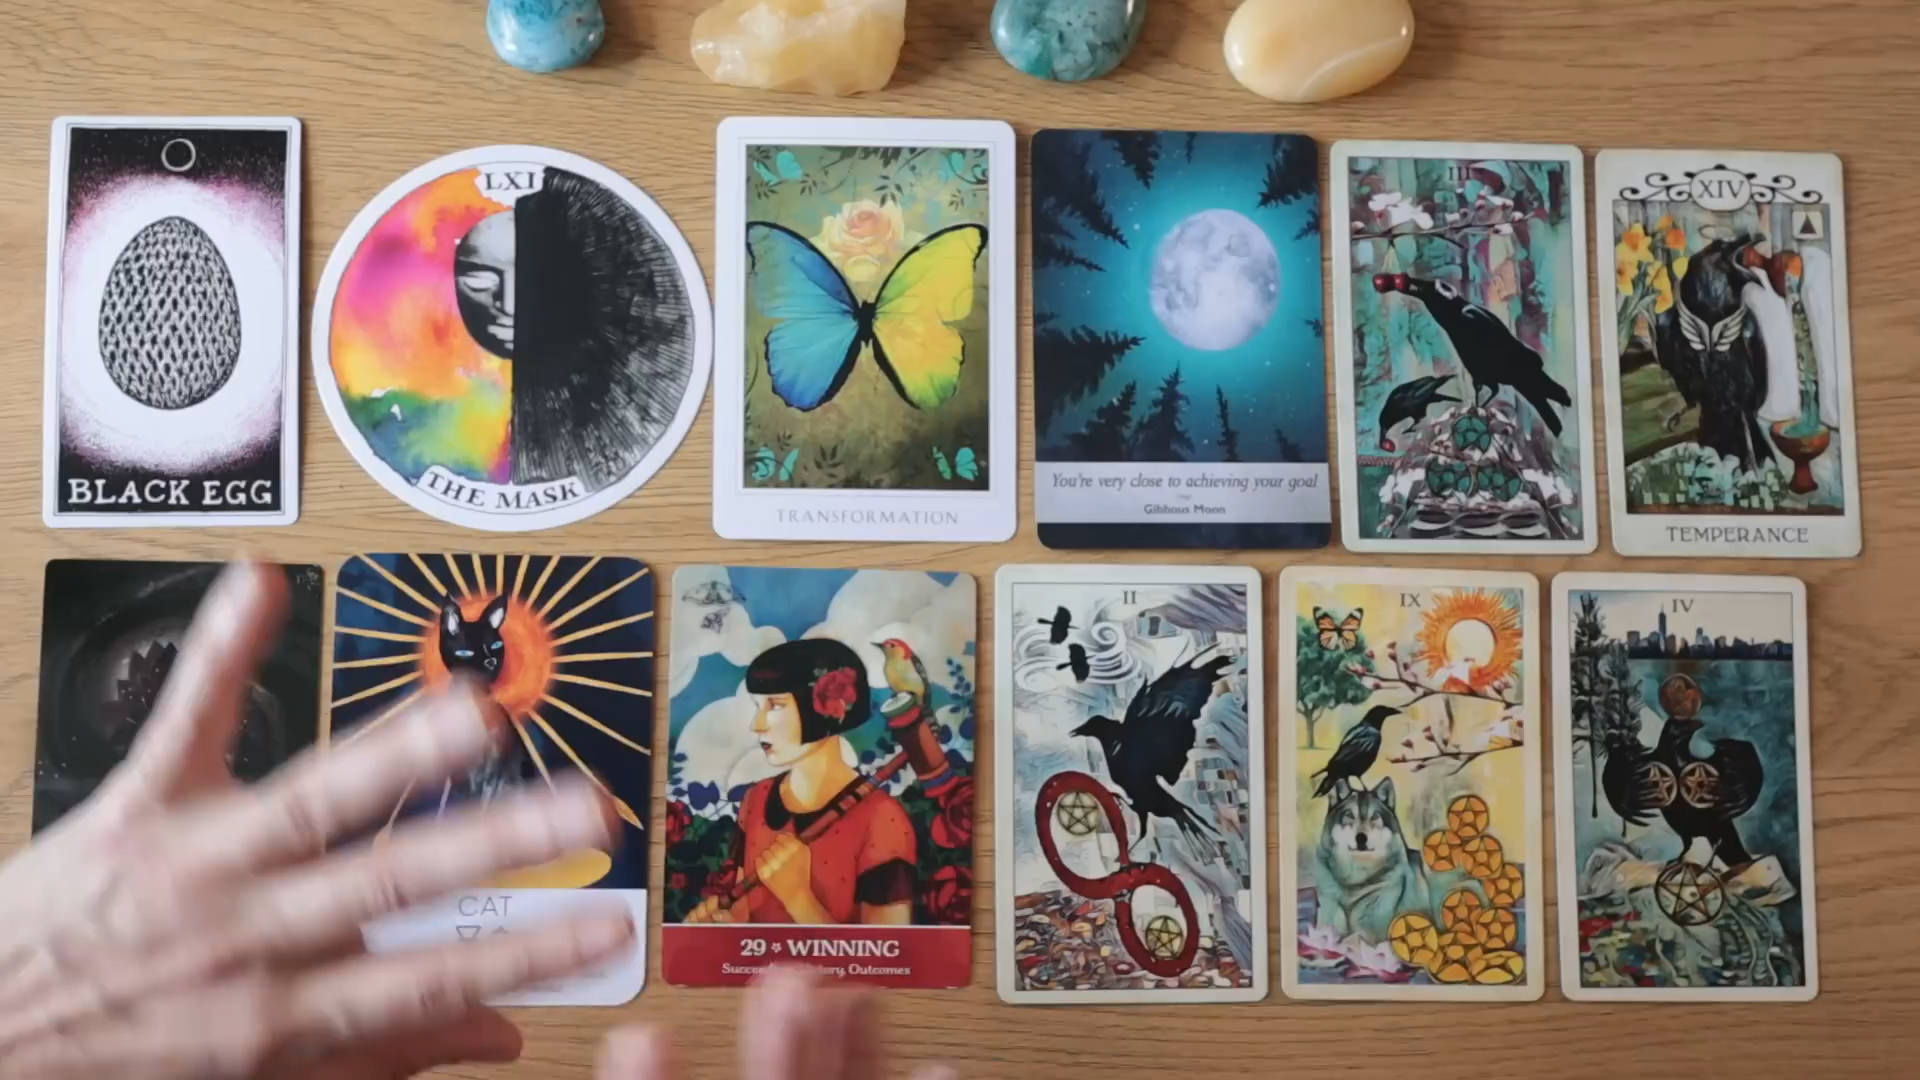 BLACK EGG
LXI
THE MASK
TRANSFORMATION
You're very close to achieving your goal
Gibbous Moon
III
XIV
TEMPERANCE
CAT
29 WINNING
Outcomes
II
IX
IV